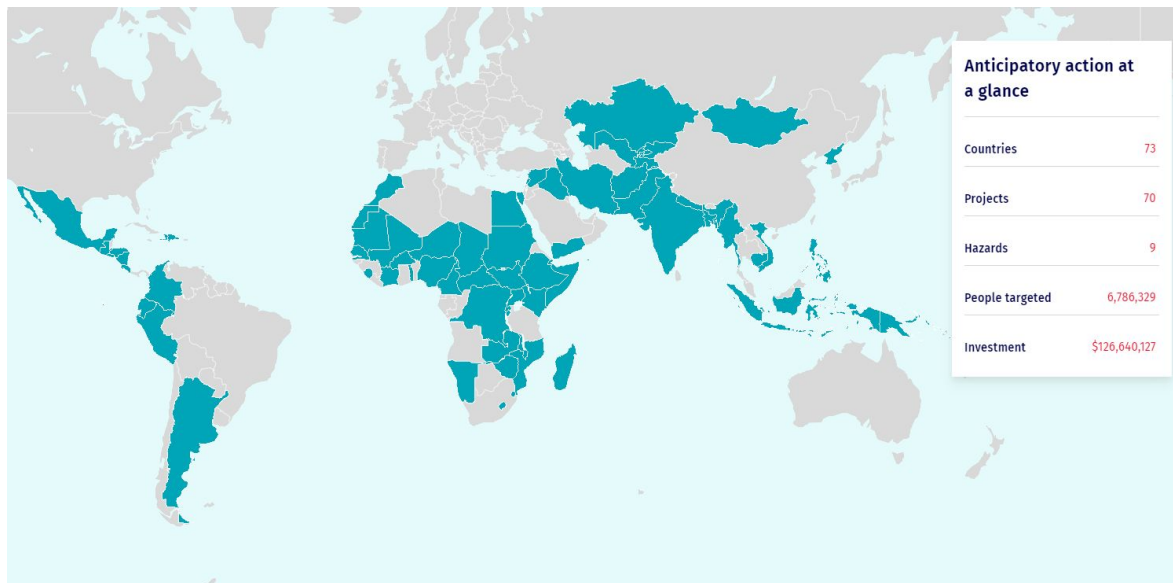 Anticipatory action at
a glance
Countries 73
Projects 70
Hazards 9
People targeted 6,786,329
Investment $126,640,127